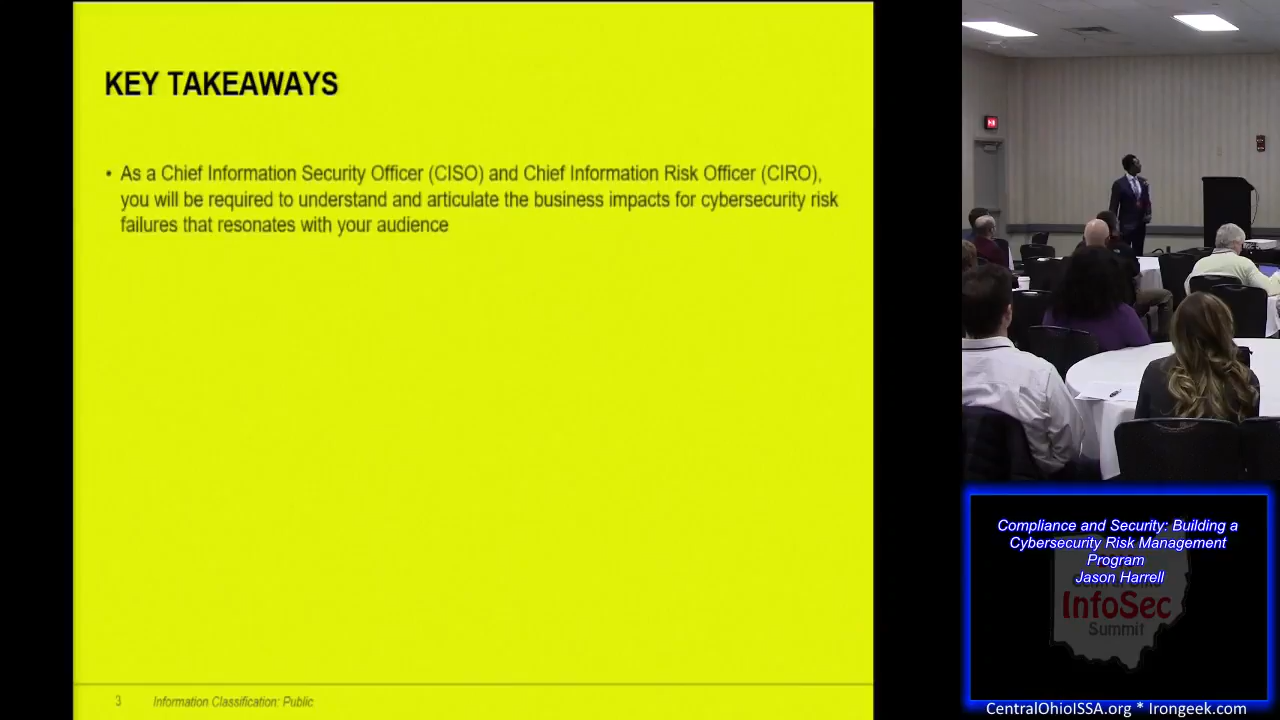 KEY TAKEAWAYS
• As a Chief Information Security Officer (CISO) and Chief Information Risk Officer (CIRO),
you will be required to understand and articulate the business impacts for cybersecurity risk
failures that resonates with your audience
3 Information Classification: Public
Compliance and Security: Building a
Cybersecurity Risk Management
Program
Jason Harrell
InfoSec
Summit
CentralOhioISSA.org * Irongeek.com